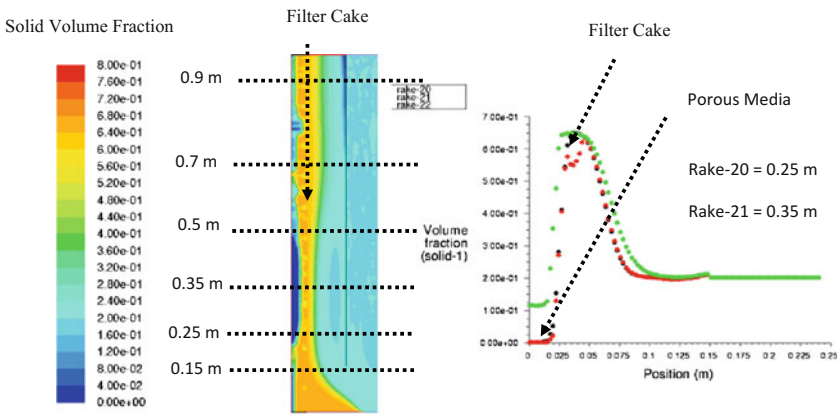 Solid Volume Fraction
Filter Cake
8.00e-01
7.60e-01
7.20e-01
6.80e-01
6.40e-01
6.00e-01
5.60e-01
5.20e-01
4.80e-01
4.40e-01
4.00e-01
3.60e-01
3.20e-01
2.80e-01
2.40e-01
2.00e-01
1.60e-01
1.20e-01
8.00e-02
4.00e-02
0.00e+00
0.9 m
0.7 m
0.5 m
0.35 m
0.25 m
0.15 m
rake-20
rake-21
rake-22
Filter Cake
Porous Media
Rake-20 = 0.25 m
Rake-21 = 0.35 m
Volume
fraction
(solid-1)
7.00e-01
6.00e-01
5.00e-01
4.00e-01
3.00e-01
2.00e-01
1.00e-01
0.00e+00
0 0.025 0.05 0.075 0.1 0.125 0.15 0.175 0.2 0.225 0.25
Position (m)